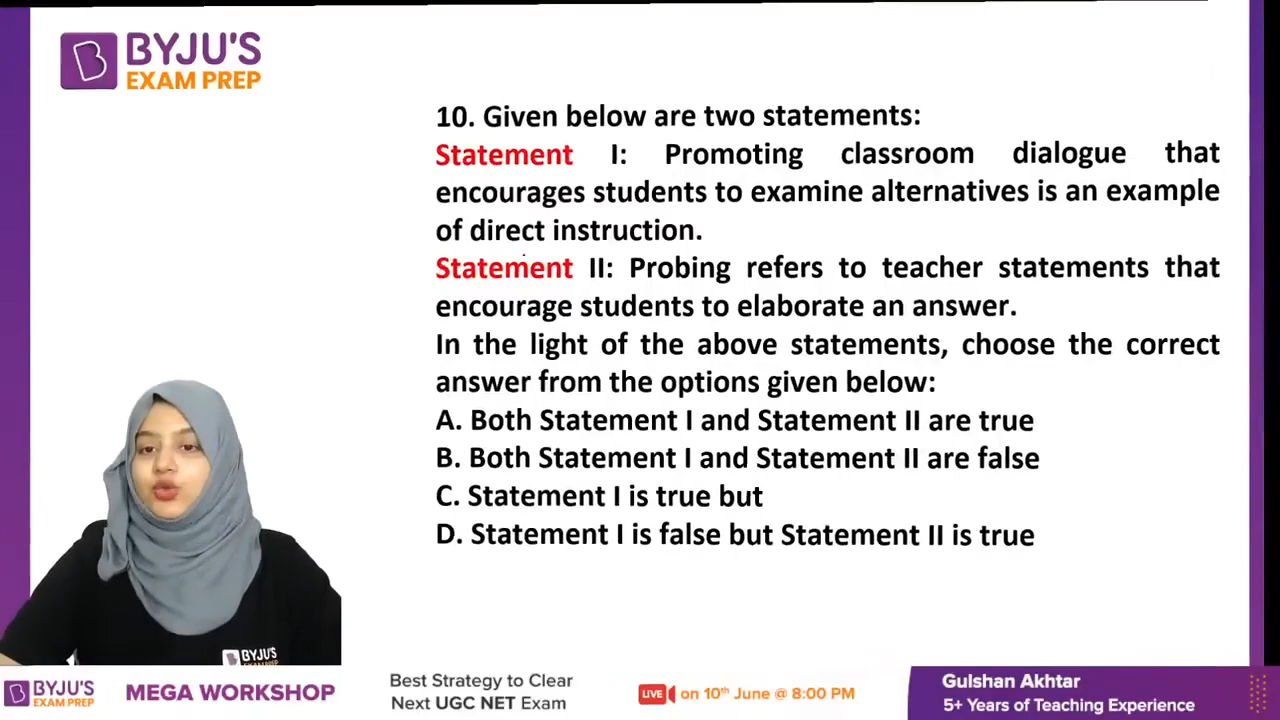 BYJU'S
EXAM PREP
10. Given below are two statements:
Statement I: Promoting classroom dialogue that
encourages students to examine alternatives is an example
of direct instruction.
Statement II: Probing refers to teacher statements that
encourage students to elaborate an answer.
In the light of the above statements, choose the correct
answer from the options given below:
A. Both Statement I and Statement II are true
B. Both Statement I and Statement II are false
C. Statement I is true but
D. Statement I is false but Statement II is true
BYJU'S
EXAM PREP
BYJU'S
EXAM PREP
MEGA WORKSHOP
Best Strategy to Clear
Next UGC NET Exam
LIVE on 10th June @ 8:00 PM
Gulshan Akhtar
5+ Years of Teaching Experience